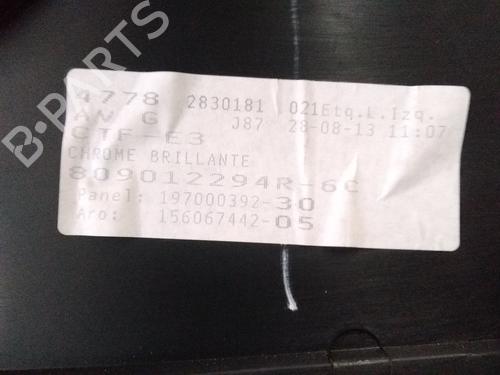 4778 2830181 021Etq.L.Izq.
AV G J87 28-08-13 11:07
CTF-E3
CHROME BRILLANTE
809012294R-6C
Panel: 197000392-30
Aro: 156067442-05
B-PARTS